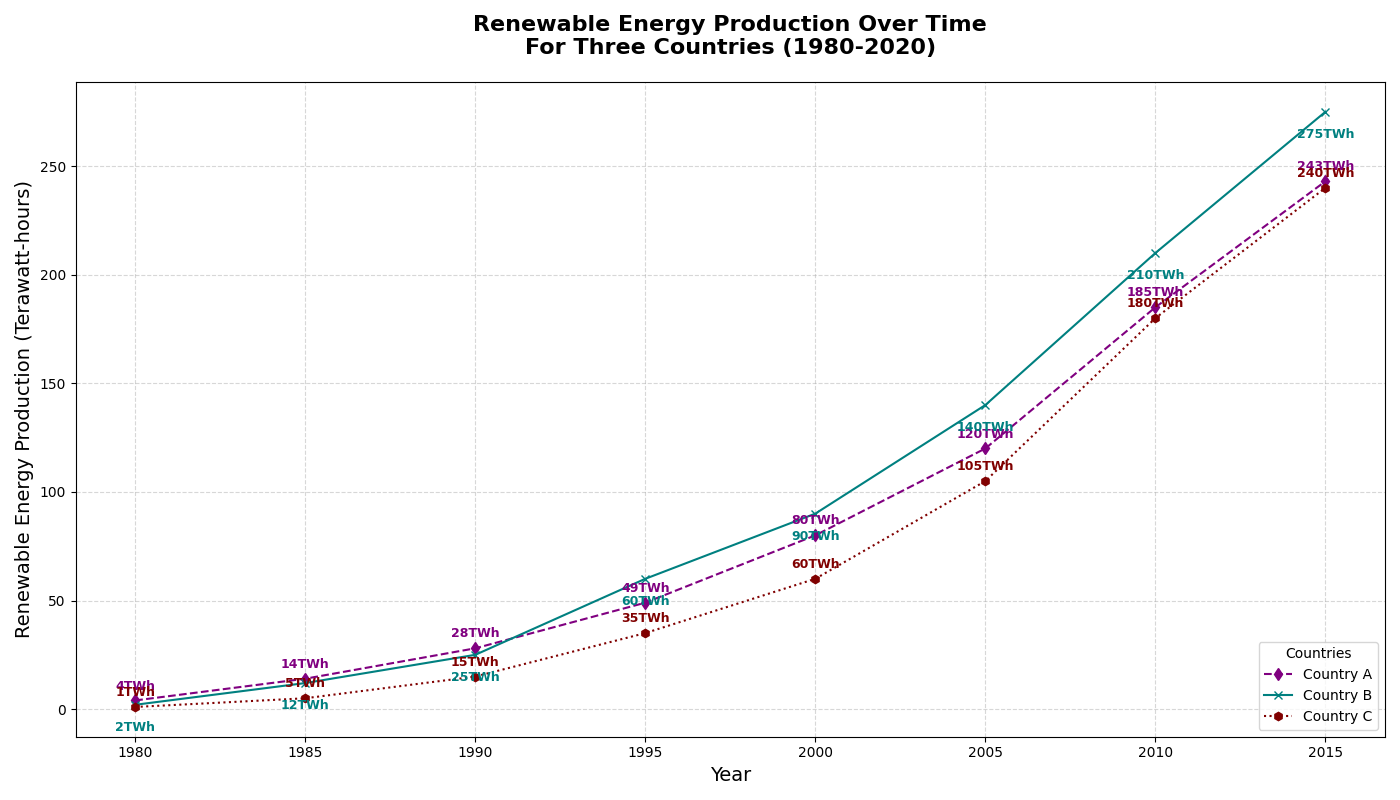 Renewable Energy Production Over Time
For Three Countries (1980-2020)
Renewable Energy Production (Terawatt-hours)
250
200
150
100
50
0
275TWh
243TWh
240TWh
210TWh
185TWh
180TWh
140TWh
120TWh
105TWh
80TWh
90TWh
60TWh
49TWh
60TWh
35TWh
28TWh
15TWh
25TWh
14TWh
5TWh
12TWh
4TWh
1TWh
2TWh
Countries
Country A
Country B
Country C
1980 1985 1990 1995 2000 2005 2010 2015
Year